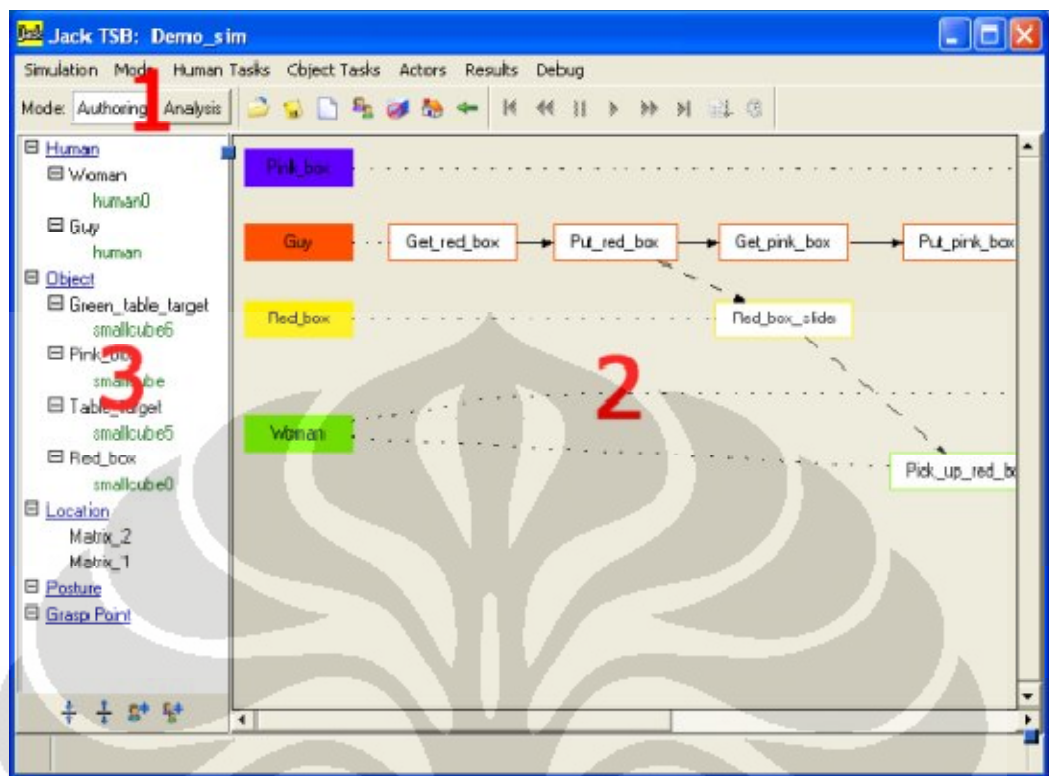 Jack TSB: Demo_sim
Simulation Mode Human Tasks Object Tasks Actors Results Debug
1
Mode: Authoring Analysis
Human
Woman
human0
Guy
human
Object
Green_table_target
smallcube6
Pink_box
smallcube
3
Table_target
smallcube5
Red_box
smallcube0
Location
Matrix_2
Matrix_1
Posture
Grasp Point
Pink_box
Guy Get_red_box Put_red_box Get_pink_box Put_pink_box
Red_box Red_box_slides
2
Woman
Pick_up_red_bo